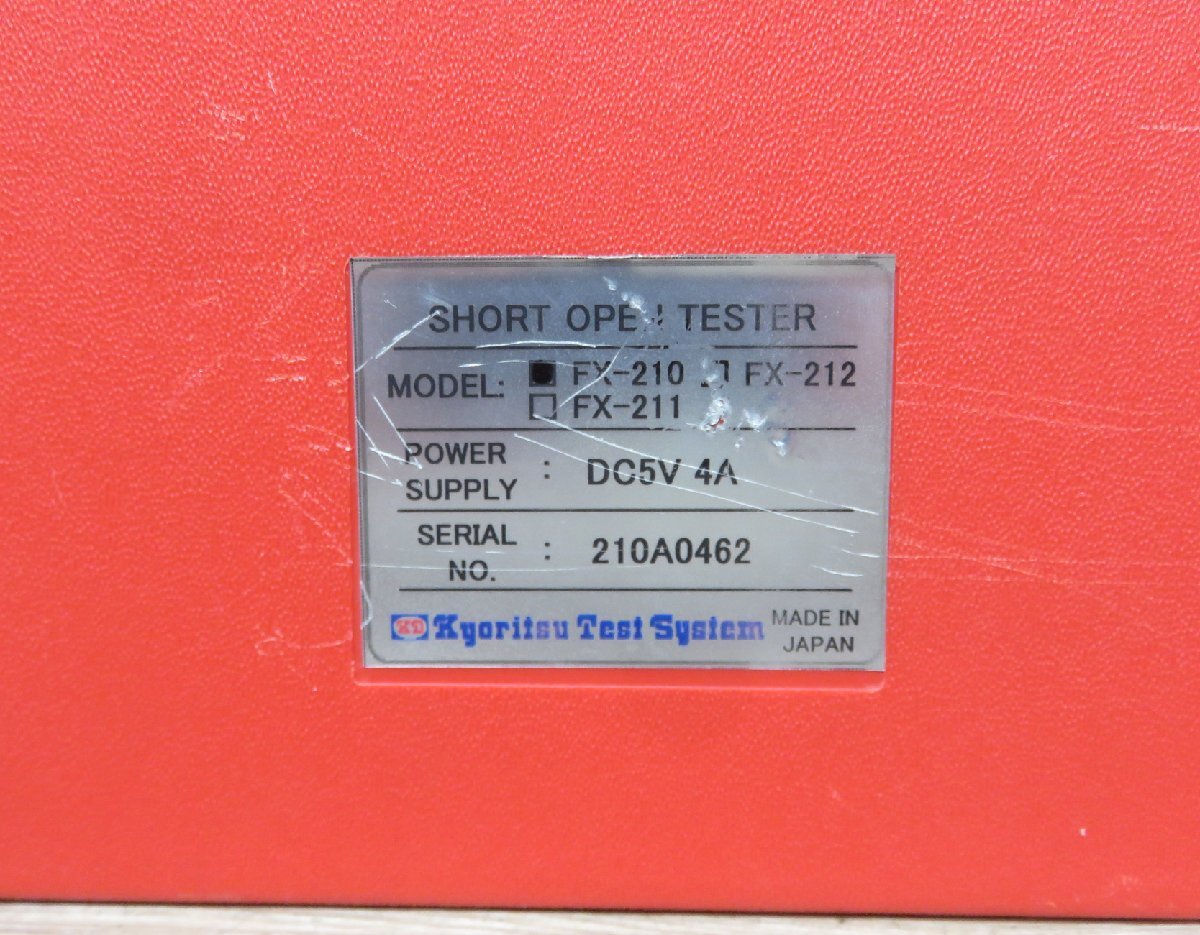 SHORT OPEN TESTER
MODEL: ■ FX-210 □ FX-212
□ FX-211
POWER SUPPLY : DC5V 4A
SERIAL NO. : 210A0462
KD Kyoritsu Test System MADE IN JAPAN